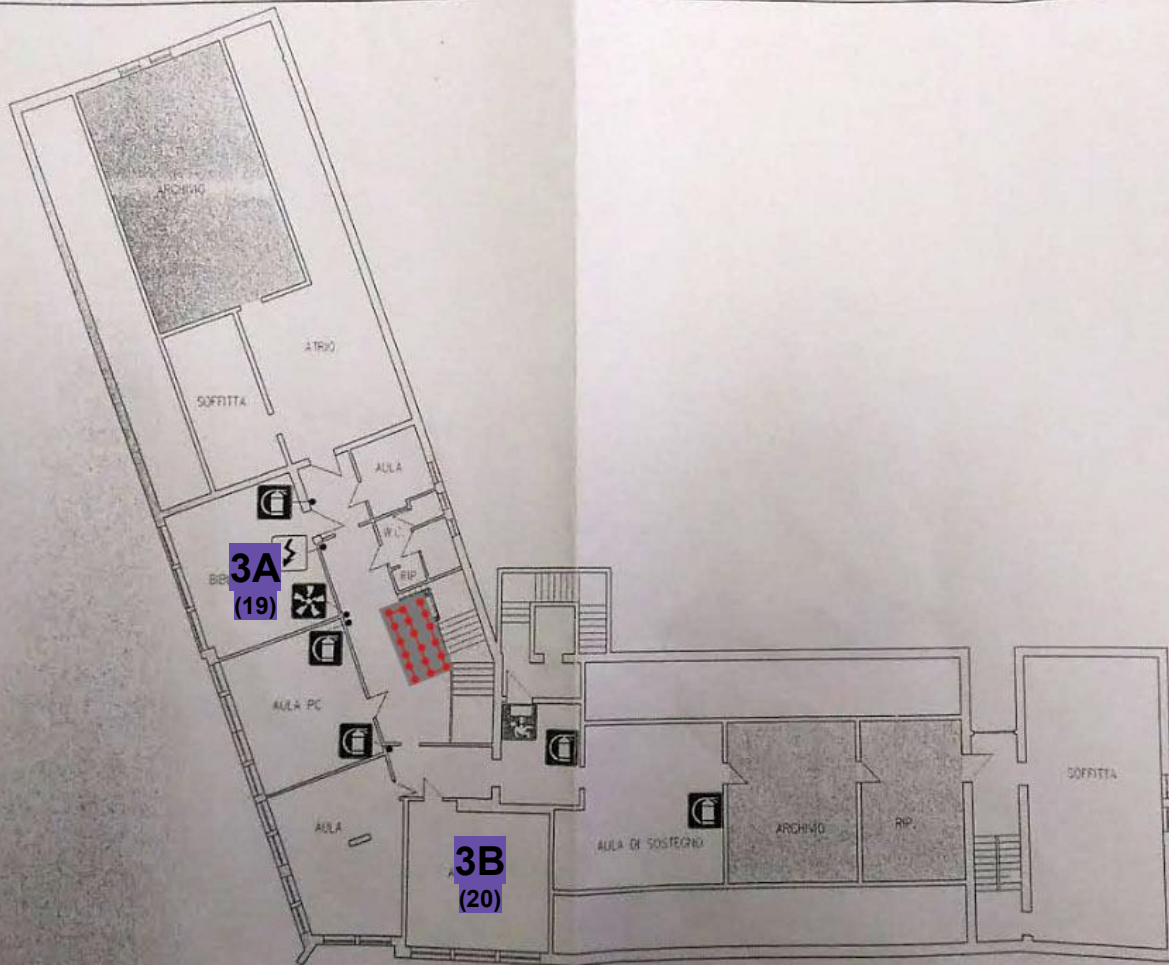 ARCHIVIO
ATRIO
SOFFITTA
AULA
W.C.
RIP
3A
(19)
AULA PC
AULA
3B
(20)
AULA DI SOSTEGNO
ARCHIVIO
RIP.
SOFFITTA